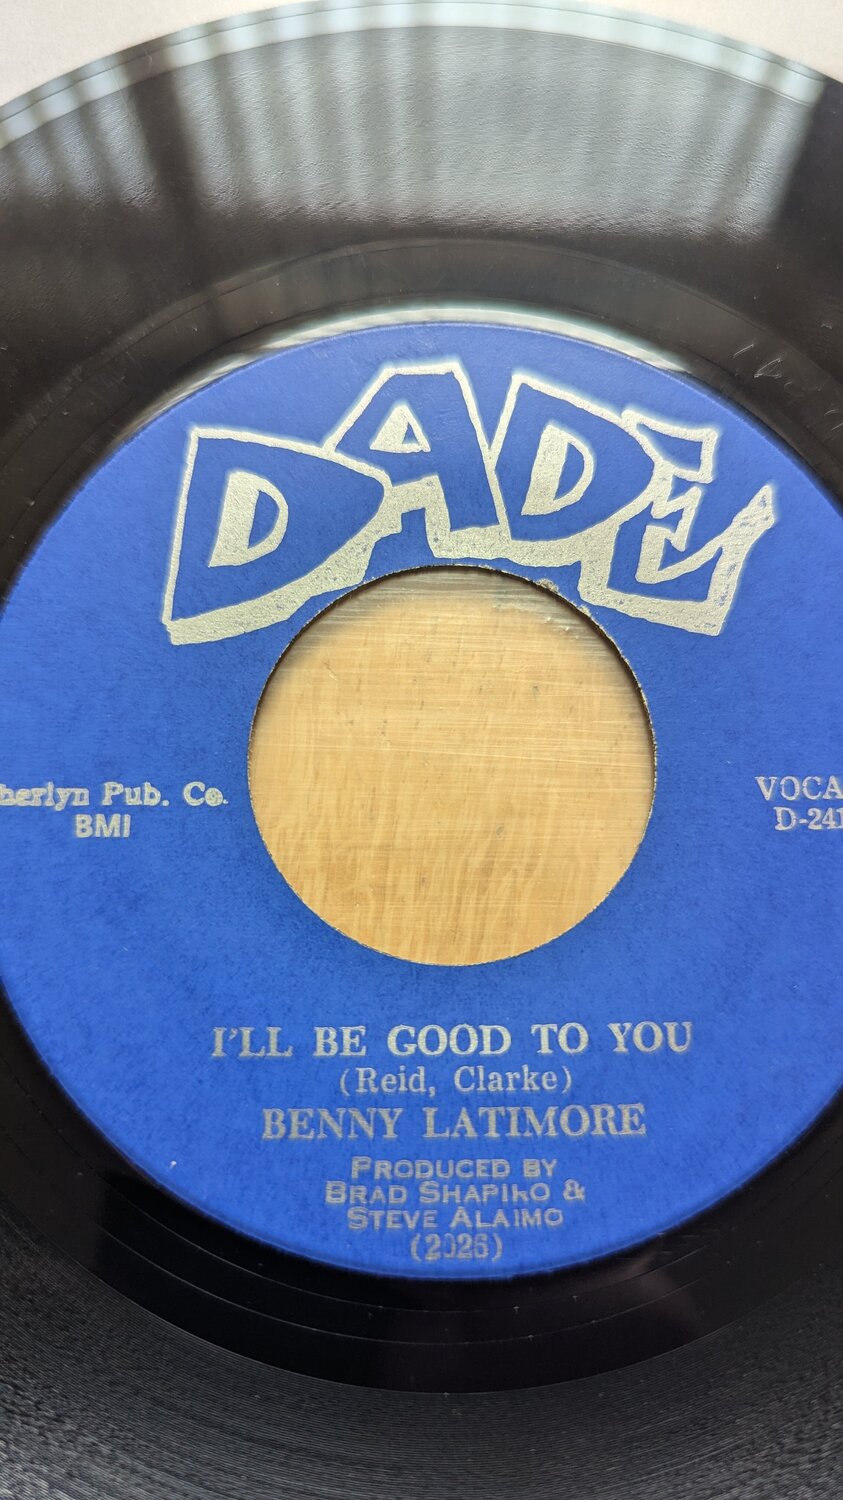 DADE
herlyn Pub. Co.
BMI
VOCA
D-241
I'LL BE GOOD TO YOU
(Reid, Clarke)
BENNY LATIMORE
PRODUCED BY
BRAD SHAPIRO &
STEVE ALAIMO
(2026)